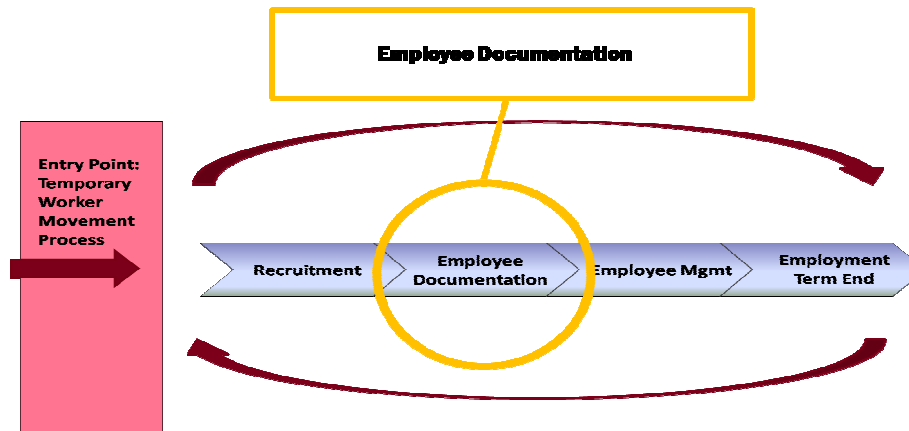 Employee Documentation
Entry Point:
Temporary
Worker
Movement
Process
Recruitment
Employee
Documentation
Employee Mgmt
Employment
Term End